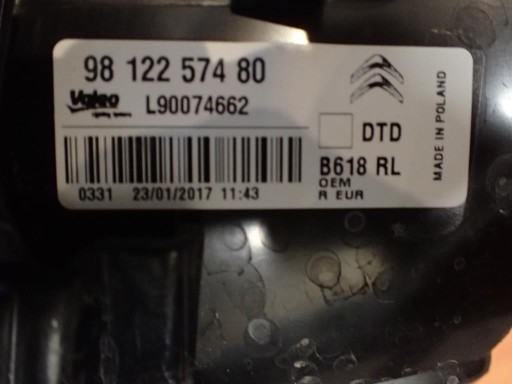 98 122 574 80
Valeo L90074662
DTD
B618 RL
OEM
0331 23/01/2017 11:43
R EUR
MADE IN POLAND